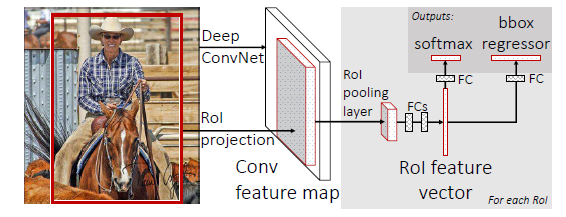 Deep
ConvNet
RoI
projection
Conv
feature map
RoI
pooling
layer
FCs
RoI feature
vector
Outputs:
softmax
FC
bbox
regressor
FC
For each RoI